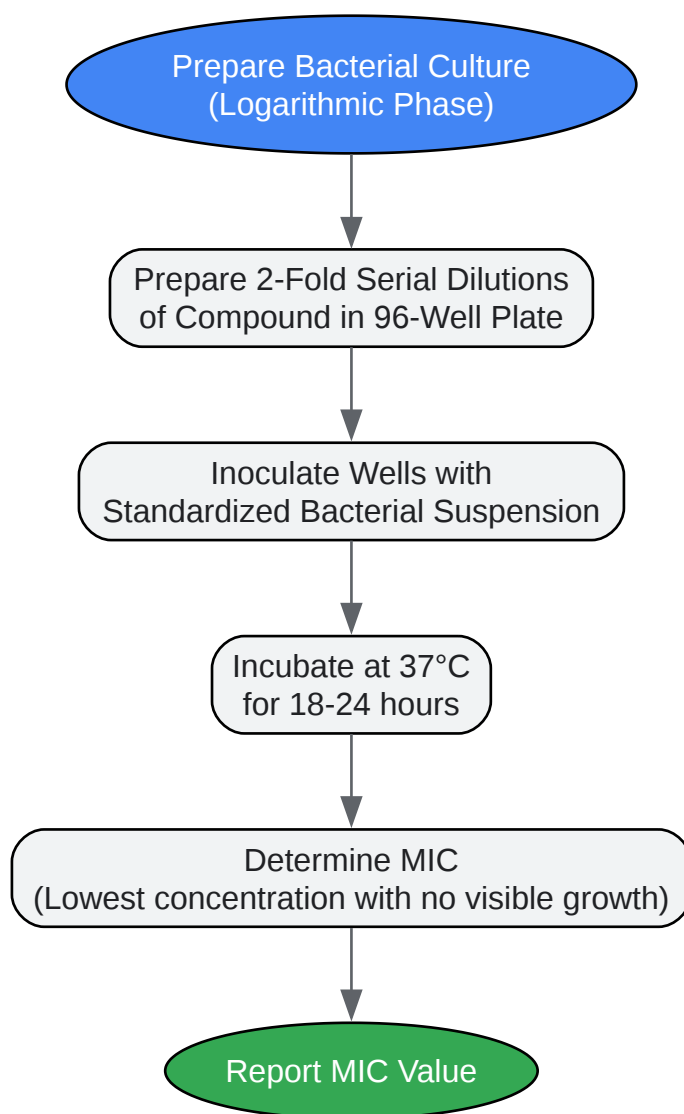 Prepare Bacterial Culture
(Logarithmic Phase)
Prepare 2-Fold Serial Dilutions
of Compound in 96-Well Plate
Inoculate Wells with
Standardized Bacterial Suspension
Incubate at 37°C
for 18-24 hours
Determine MIC
(Lowest concentration with no visible growth)
Report MIC Value